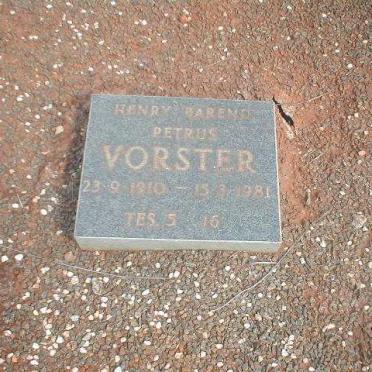 HENRY BAREND
PETRUS
VORSTER
23·9·1910 – 15·3·1981
TES. 5 16